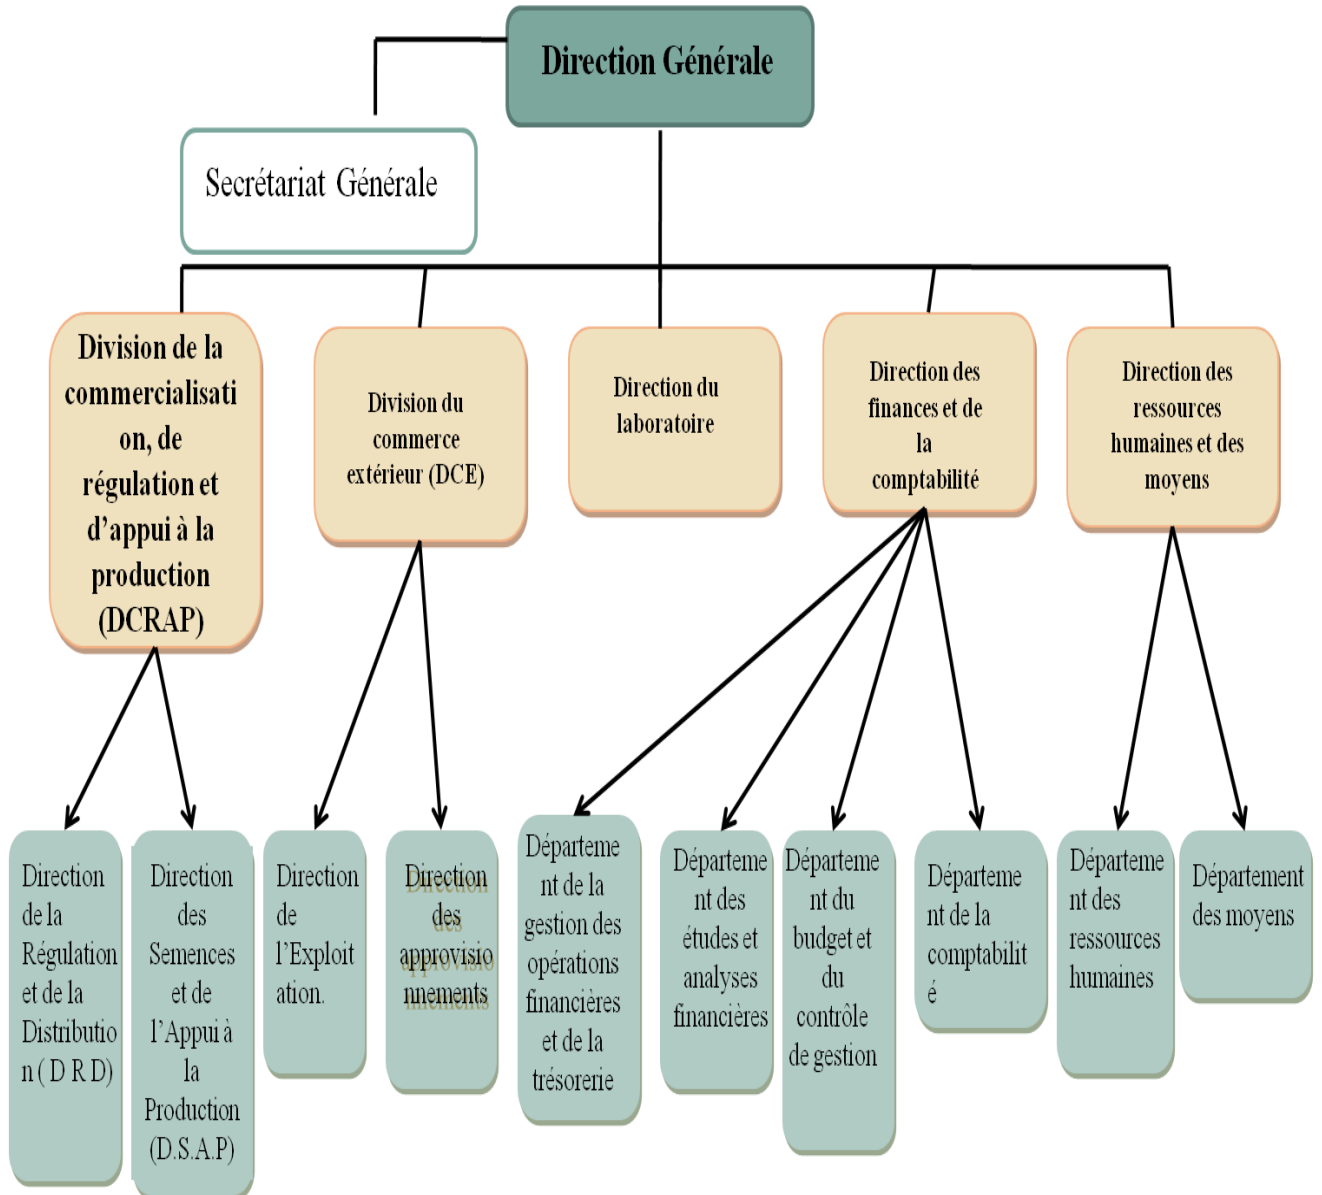 Direction Générale
Secrétariat Générale
Division de la
commercialisati
on, de
régulation et
d’appui à la
production
(DCRAP)
Division du
commerce
extérieur (DCE)
Direction du
laboratoire
Direction des
finances et de
la
comptabilité
Direction des
ressources
humaines et des
moyens
Direction
de la
Régulation
et de la
Distributio
n ( D R D)
Direction
des
Semences
et de
l’Appui à
la
Production
(D.S.A.P)
Direction
de
l’Exploit
ation.
Direction
des
approvisio
nnements
Départeme
nt de la
gestion des
opérations
financières
et de la
trésorerie
Départeme
nt des
études et
analyses
financières
Départeme
nt du
budget et
du
contrôle
de gestion
Départeme
nt de la
comptabilit
é
Départeme
nt des
ressources
humaines
Département
des moyens